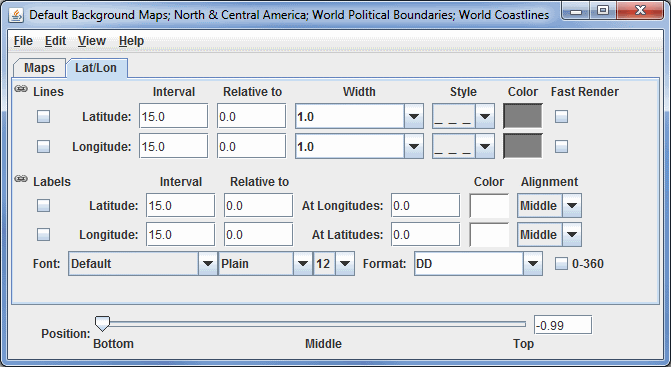 Default Background Maps; North & Central America; World Political Boundaries; World Coastlines
File Edit View Help
Maps Lat/Lon
Lines Interval Relative to Width Style Color Fast Render
Latitude: 15.0 0.0 1.0 _ _ _
Longitude: 15.0 0.0 1.0 _ _ _
Labels Interval Relative to Color Alignment
Latitude: 15.0 0.0 At Longitudes: 0.0 Middle
Longitude: 15.0 0.0 At Latitudes: 0.0 Middle
Font: Default Plain 12 Format: DD 0-360
Position: -0.99
Bottom Middle Top